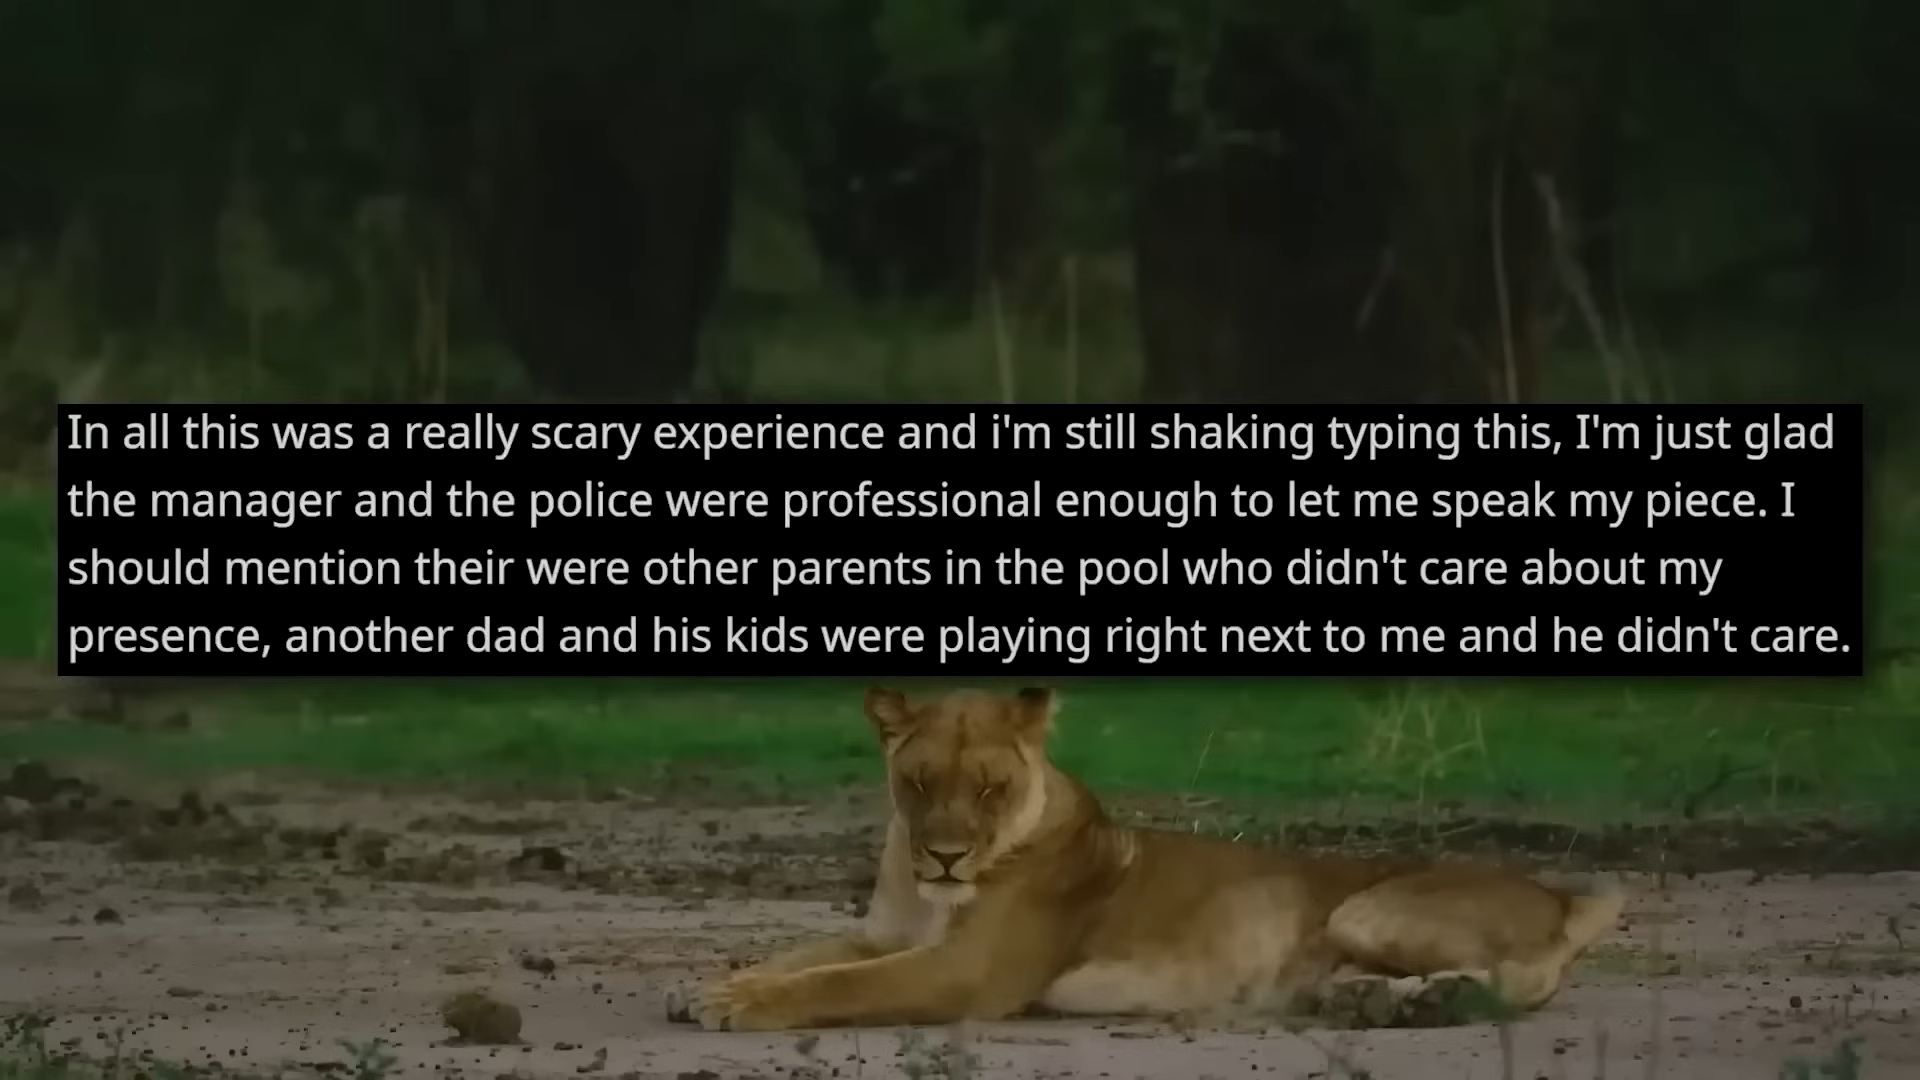 In all this was a really scary experience and i'm still shaking typing this, I'm just glad
the manager and the police were professional enough to let me speak my piece. I
should mention their were other parents in the pool who didn't care about my
presence, another dad and his kids were playing right next to me and he didn't care.